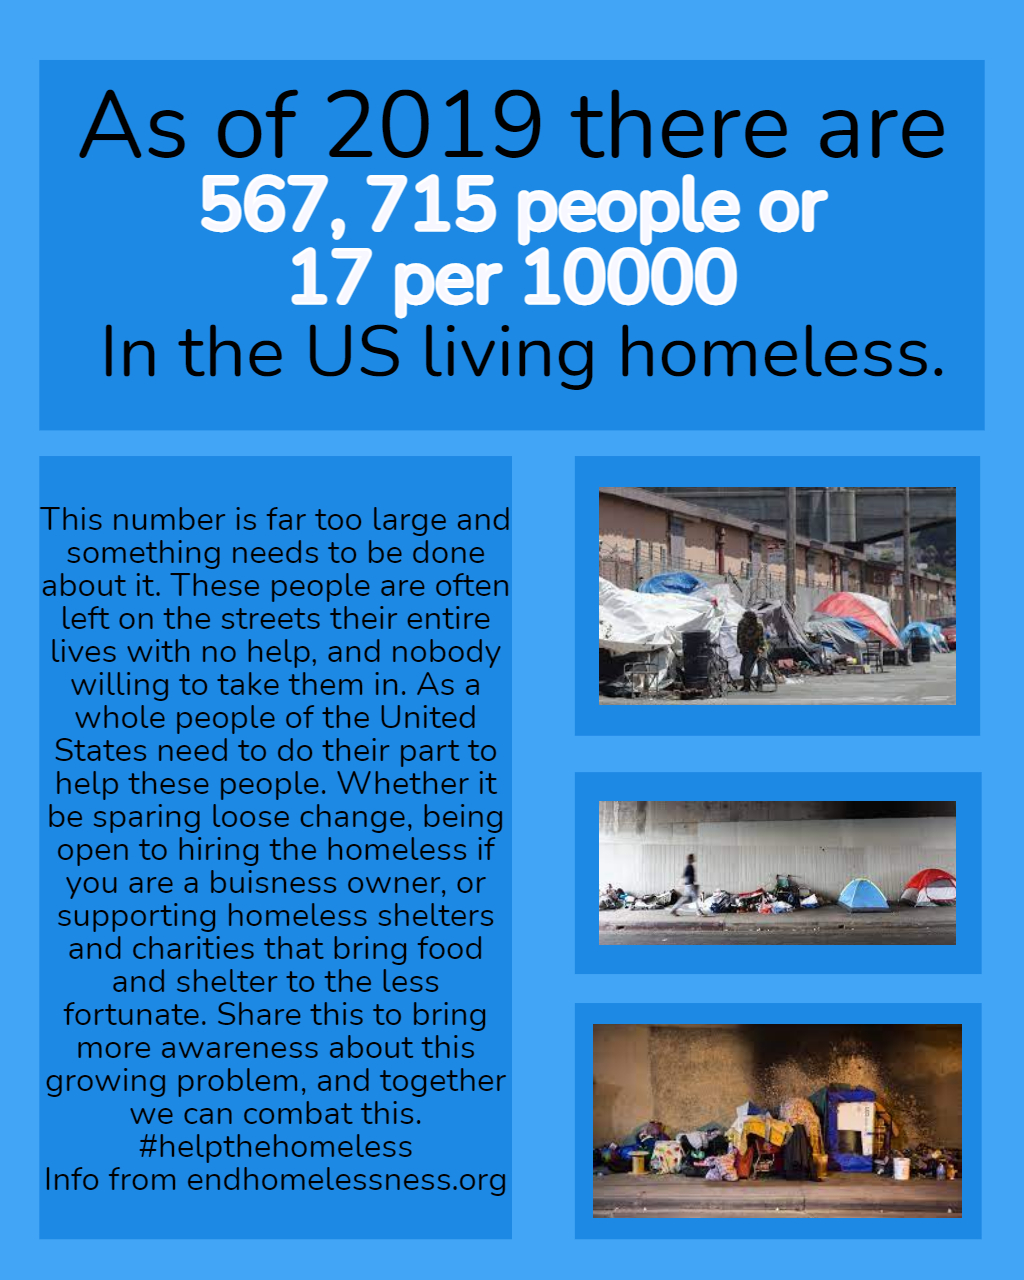 As of 2019 there are
567, 715 people or
17 per 10000
In the US living homeless.
This number is far too large and
something needs to be done
about it. These people are often
left on the streets their entire
lives with no help, and nobody
willing to take them in. As a
whole people of the United
States need to do their part to
help these people. Whether it
be sparing loose change, being
open to hiring the homeless if
you are a buisness owner, or
supporting homeless shelters
and charities that bring food
and shelter to the less
fortunate. Share this to bring
more awareness about this
growing problem, and together
we can combat this.
#helpthehomeless
Info from endhomelessness.org